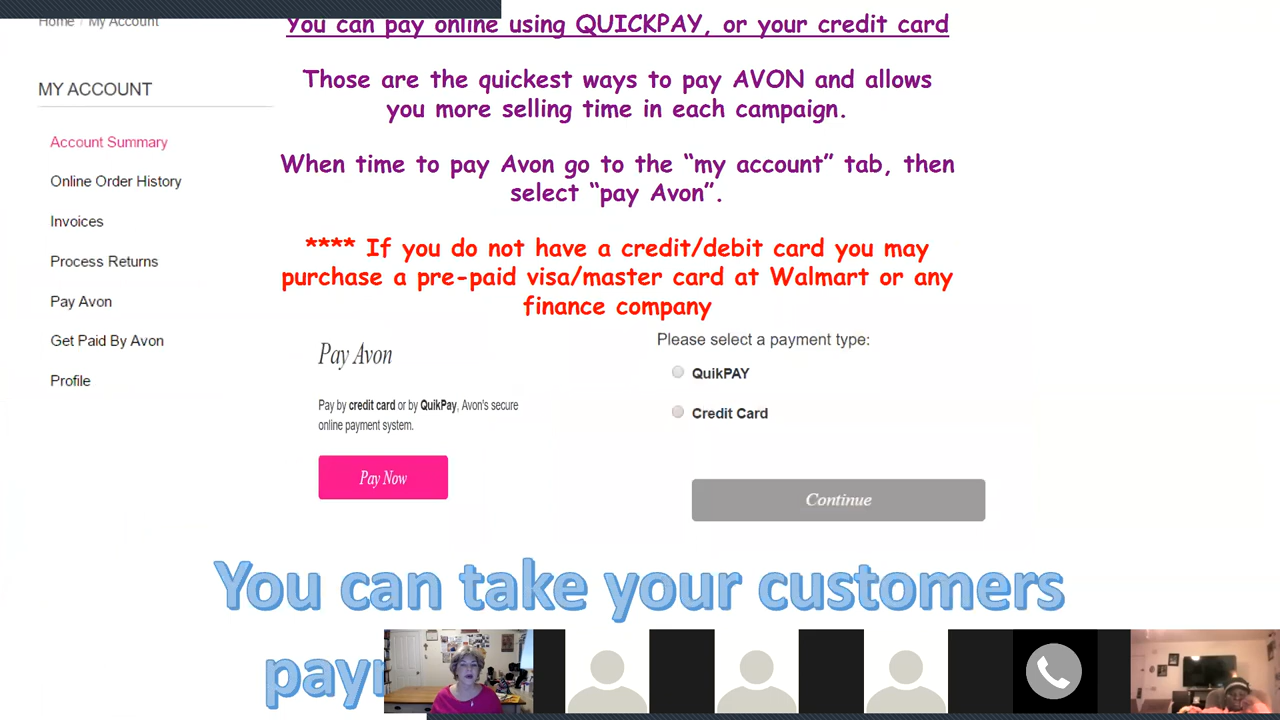 Home / My Account
You can pay online using QUICKPAY, or your credit card
MY ACCOUNT
Account Summary
Online Order History
Invoices
Process Returns
Pay Avon
Get Paid By Avon
Profile
Those are the quickest ways to pay AVON and allows
you more selling time in each campaign.
When time to pay Avon go to the “my account” tab, then
select “pay Avon”.
**** If you do not have a credit/debit card you may
purchase a pre-paid visa/master card at Walmart or any
finance company
Pay Avon
Pay by credit card or by QuikPay, Avon's secure
online payment system.
Pay Now
Please select a payment type:
QuikPAY
Credit Card
Continue
You can take your customers